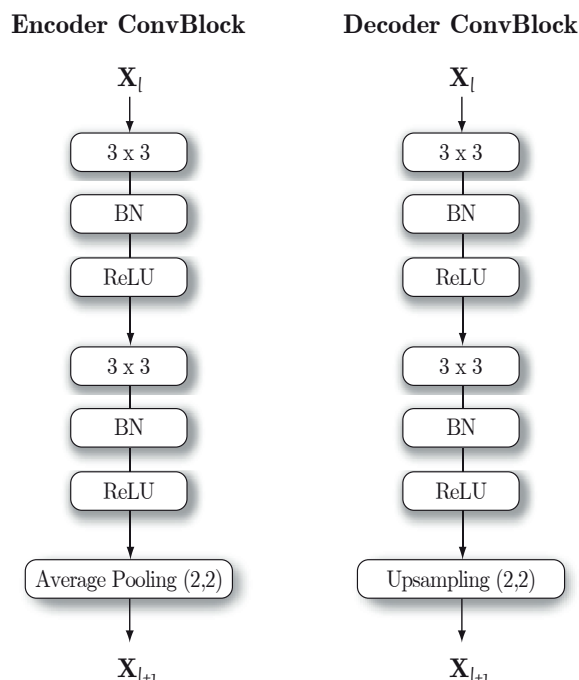 Encoder ConvBlock
X_l
3 x 3
BN
ReLU
3 x 3
BN
ReLU
Average Pooling (2,2)
X_{l+1}
Decoder ConvBlock
X_l
3 x 3
BN
ReLU
3 x 3
BN
ReLU
Upsampling (2,2)
X_{l+1}